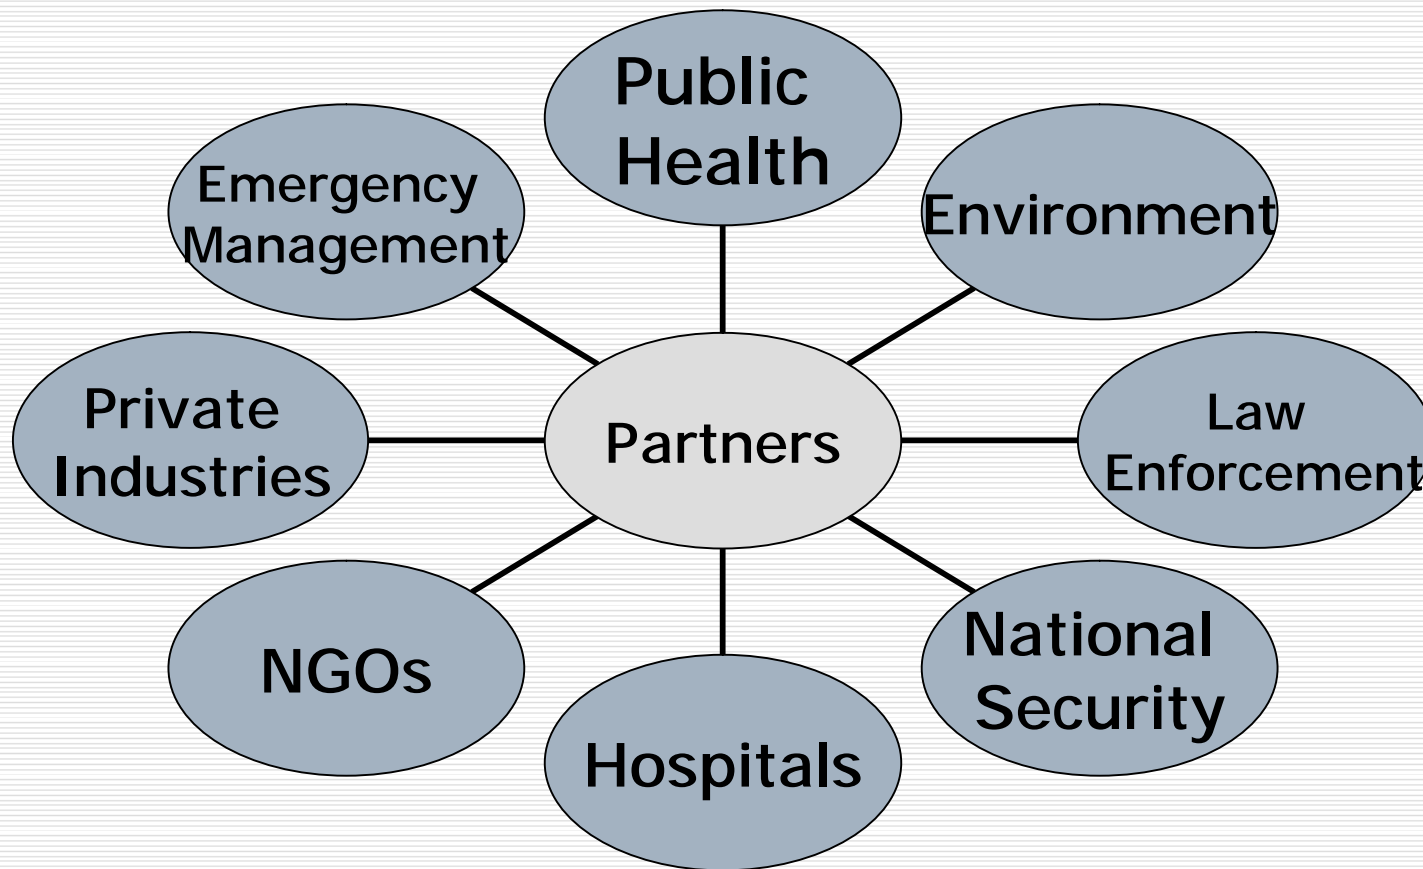 Public
Health
Emergency
Management
Environment
Private
Industries
Partners
Law
Enforcement
NGOs
National
Security
Hospitals